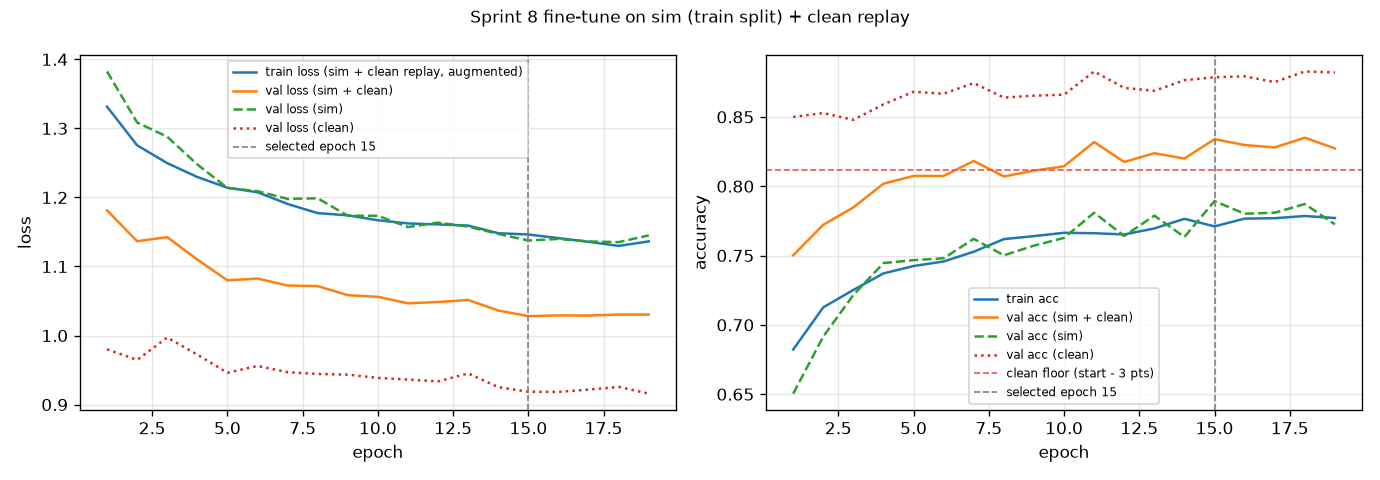 Sprint 8 fine-tune on sim (train split) + clean replay
loss
1.4
1.3
1.2
1.1
1.0
0.9
train loss (sim + clean replay, augmented)
val loss (sim + clean)
val loss (sim)
val loss (clean)
selected epoch 15
2.5 5.0 7.5 10.0 12.5 15.0 17.5
epoch
accuracy
0.85
0.80
0.75
0.70
0.65
train acc
val acc (sim + clean)
val acc (sim)
val acc (clean)
clean floor (start - 3 pts)
selected epoch 15
2.5 5.0 7.5 10.0 12.5 15.0 17.5
epoch